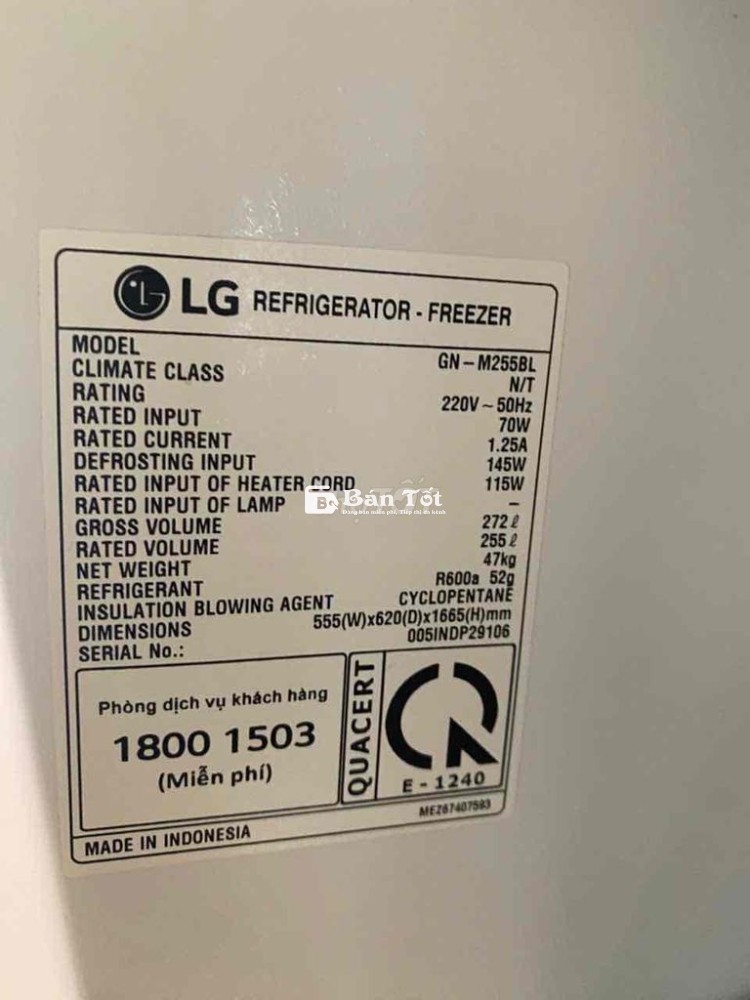 LG REFRIGERATOR - FREEZER
MODEL GN-M255BL
CLIMATE CLASS N/T
RATING 220V ~ 50Hz
RATED INPUT 70W
RATED CURRENT 1.25A
DEFROSTING INPUT 145W
RATED INPUT OF HEATER CORD 115W
RATED INPUT OF LAMP -
GROSS VOLUME 272 ℓ
RATED VOLUME 255 ℓ
NET WEIGHT 47kg
REFRIGERANT R600a 52g
INSULATION BLOWING AGENT CYCLOPENTANE
DIMENSIONS 555(W)x620(D)x1665(H)mm
SERIAL No.: 005INDP29106
Bán Tốt
Phòng dịch vụ khách hàng
1800 1503
(Miễn phí)
QUACERT
E - 1240
MEZ67407593
MADE IN INDONESIA